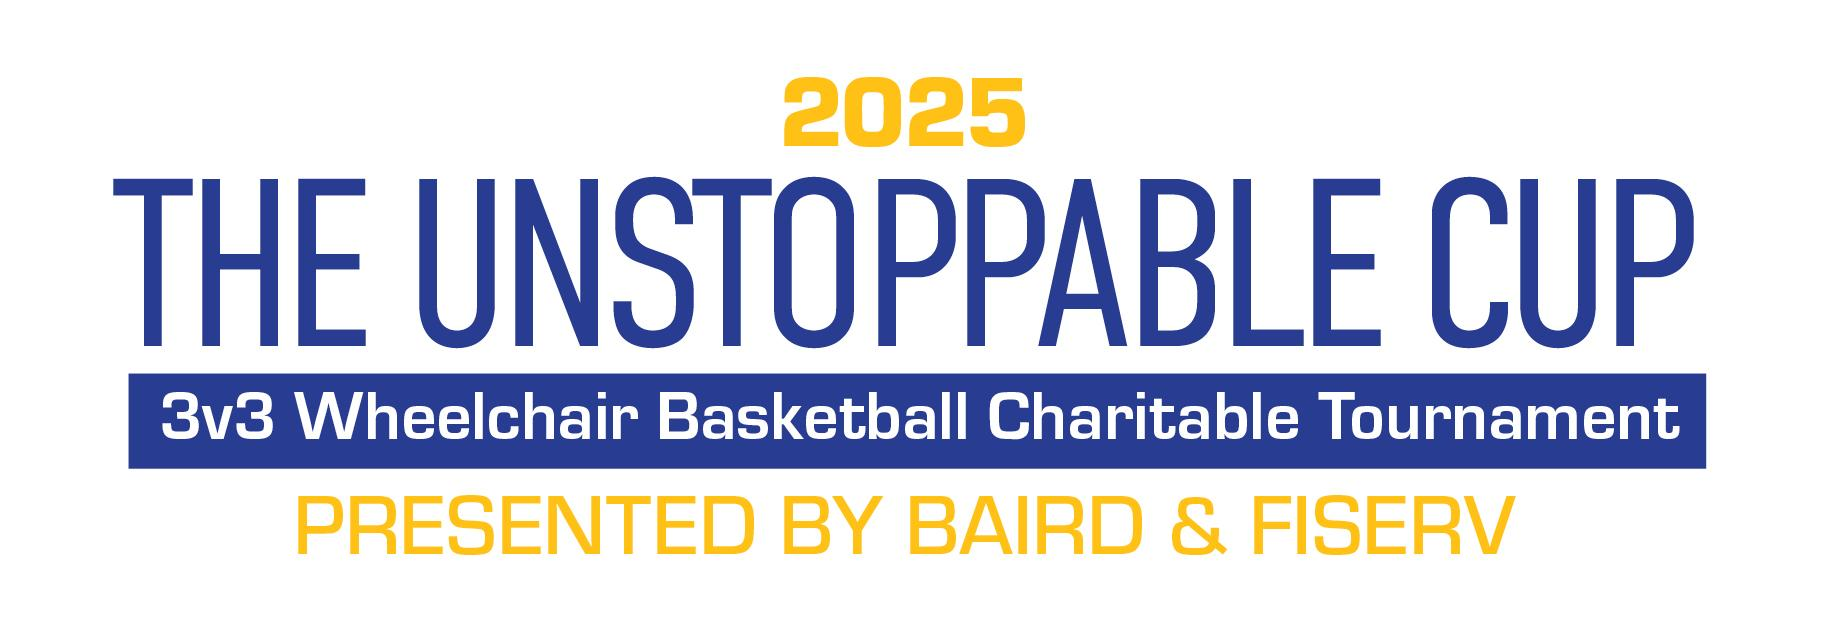 2025
THE UNSTOPPABLE CUP
3v3 Wheelchair Basketball Charitable Tournament
PRESENTED BY BAIRD & FISERV